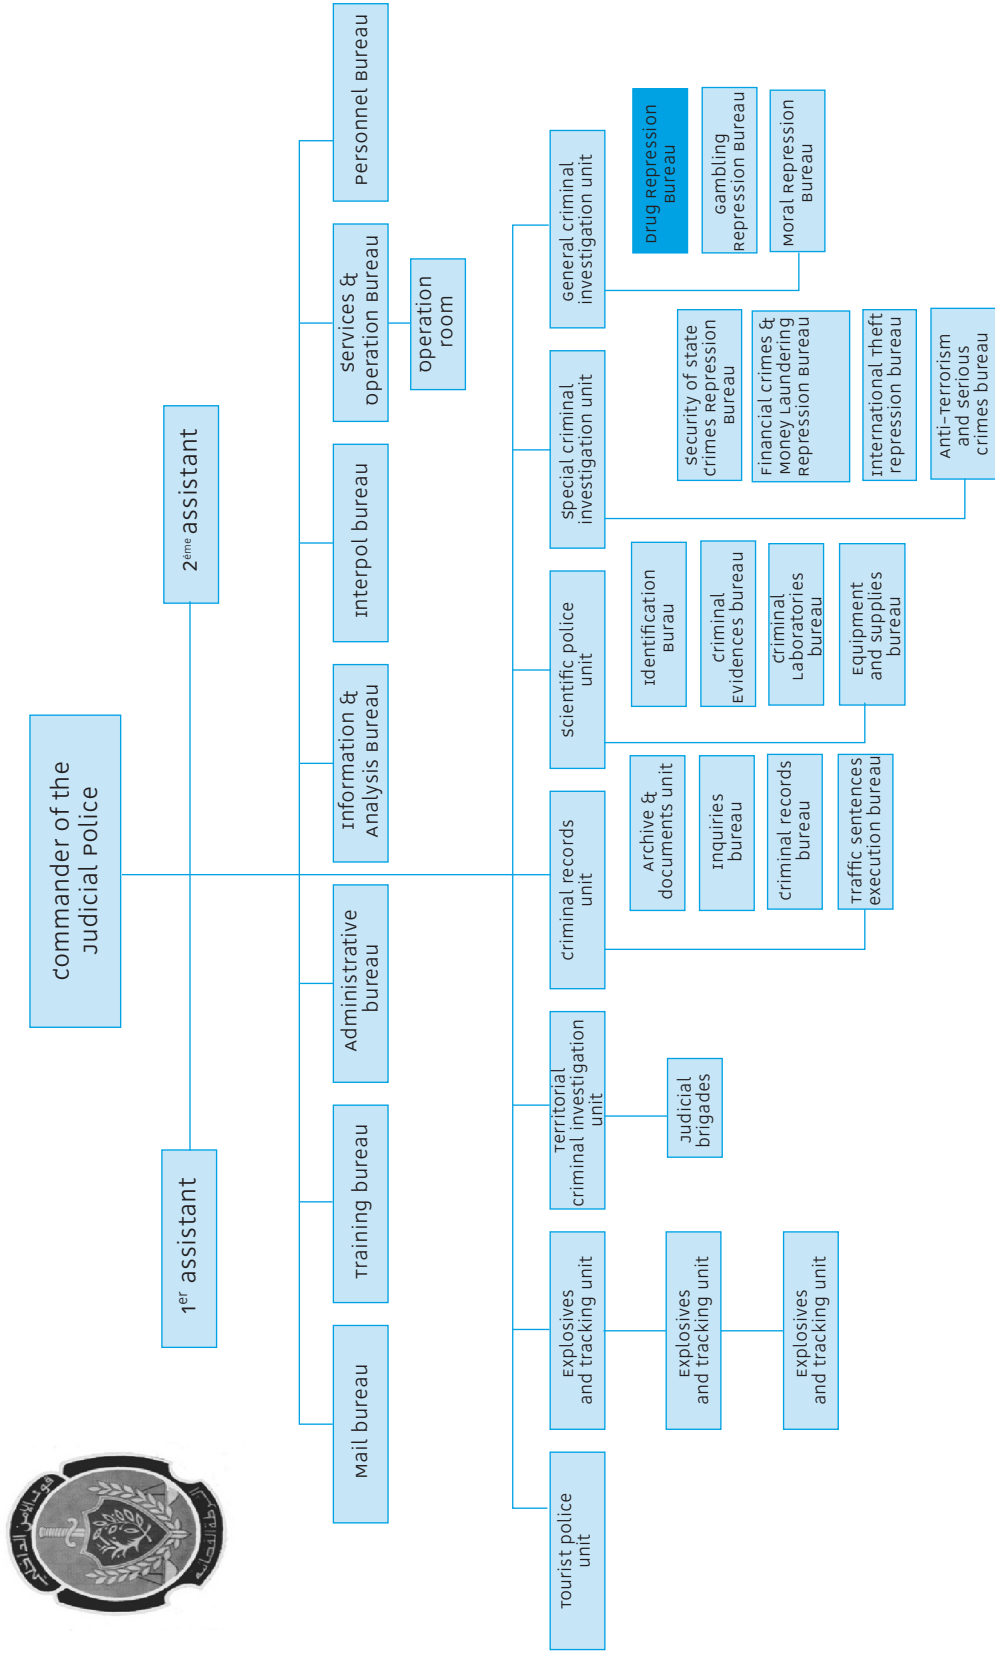 قوى الأمن الداخلي
الشرطة القضائية
Commander of the
Judicial Police
1er assistant
2ème assistant
Mail bureau
Training bureau
Administrative
bureau
Information &
Analysis Bureau
Interpol bureau
Services &
Operation Bureau
Personnel Bureau
Operation
room
Tourist police
unit
Explosives
and tracking unit
Territorial
criminal investigation
unit
Criminal records
unit
Scientific police
unit
Special criminal
investigation unit
General criminal
investigation unit
Explosives
and tracking unit
Explosives
and tracking unit
Judicial
brigades
Archive &
documents unit
Inquiries
bureau
Criminal records
bureau
Traffic sentences
execution bureau
Identification
Burau
Criminal
Evidences bureau
Criminal
Laboratories
bureau
Equipment
and supplies
bureau
Security of state
Crimes Repression
Bureau
Financial Crimes &
Money Laundering
Repression Bureau
International Theft
repression bureau
Anti-Terrorism
and Serious
crimes bureau
Drug Repression
Bureau
Gambling
Repression Bureau
Moral Repression
Bureau